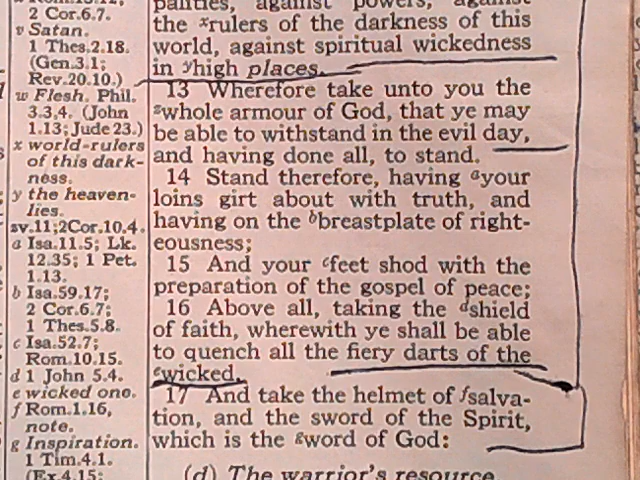 2 Cor.6.7.
v Satan.
1 Thes.2.18.
(Gen.3.1;
Rev.20.10.)
w Flesh. Phil.
3.3,4. (John
1.13; Jude 23.)
x world-rulers
of this dark-
ness.
y the heaven-
lies.
zv.11;2Cor.10.4.
a Isa.11.5; Lk.
12.35; 1 Pet.
1.13.
b Isa.59.17;
2 Cor.6.7;
1 Thes.5.8.
c Isa.52.7;
Rom.10.15.
d 1 John 5.4.
e wicked one.
f Rom.1.16,
note.
g Inspiration.
1 Tim.4.1.
(Ex.4.15;
palities, against powers, against
the xrulers of the darkness of this
world, against spiritual wickedness
in yhigh places.
13 Wherefore take unto you the
zwhole armour of God, that ye may
be able to withstand in the evil day,
and having done all, to stand.
14 Stand therefore, having ayour
loins girt about with truth, and
having on the bbreastplate of right-
eousness;
15 And your cfeet shod with the
preparation of the gospel of peace;
16 Above all, taking the dshield
of faith, wherewith ye shall be able
to quench all the fiery darts of the
ewicked.
17 And take the helmet of fsalva-
tion, and the sword of the Spirit,
which is the gword of God:
(d) The warrior's resource